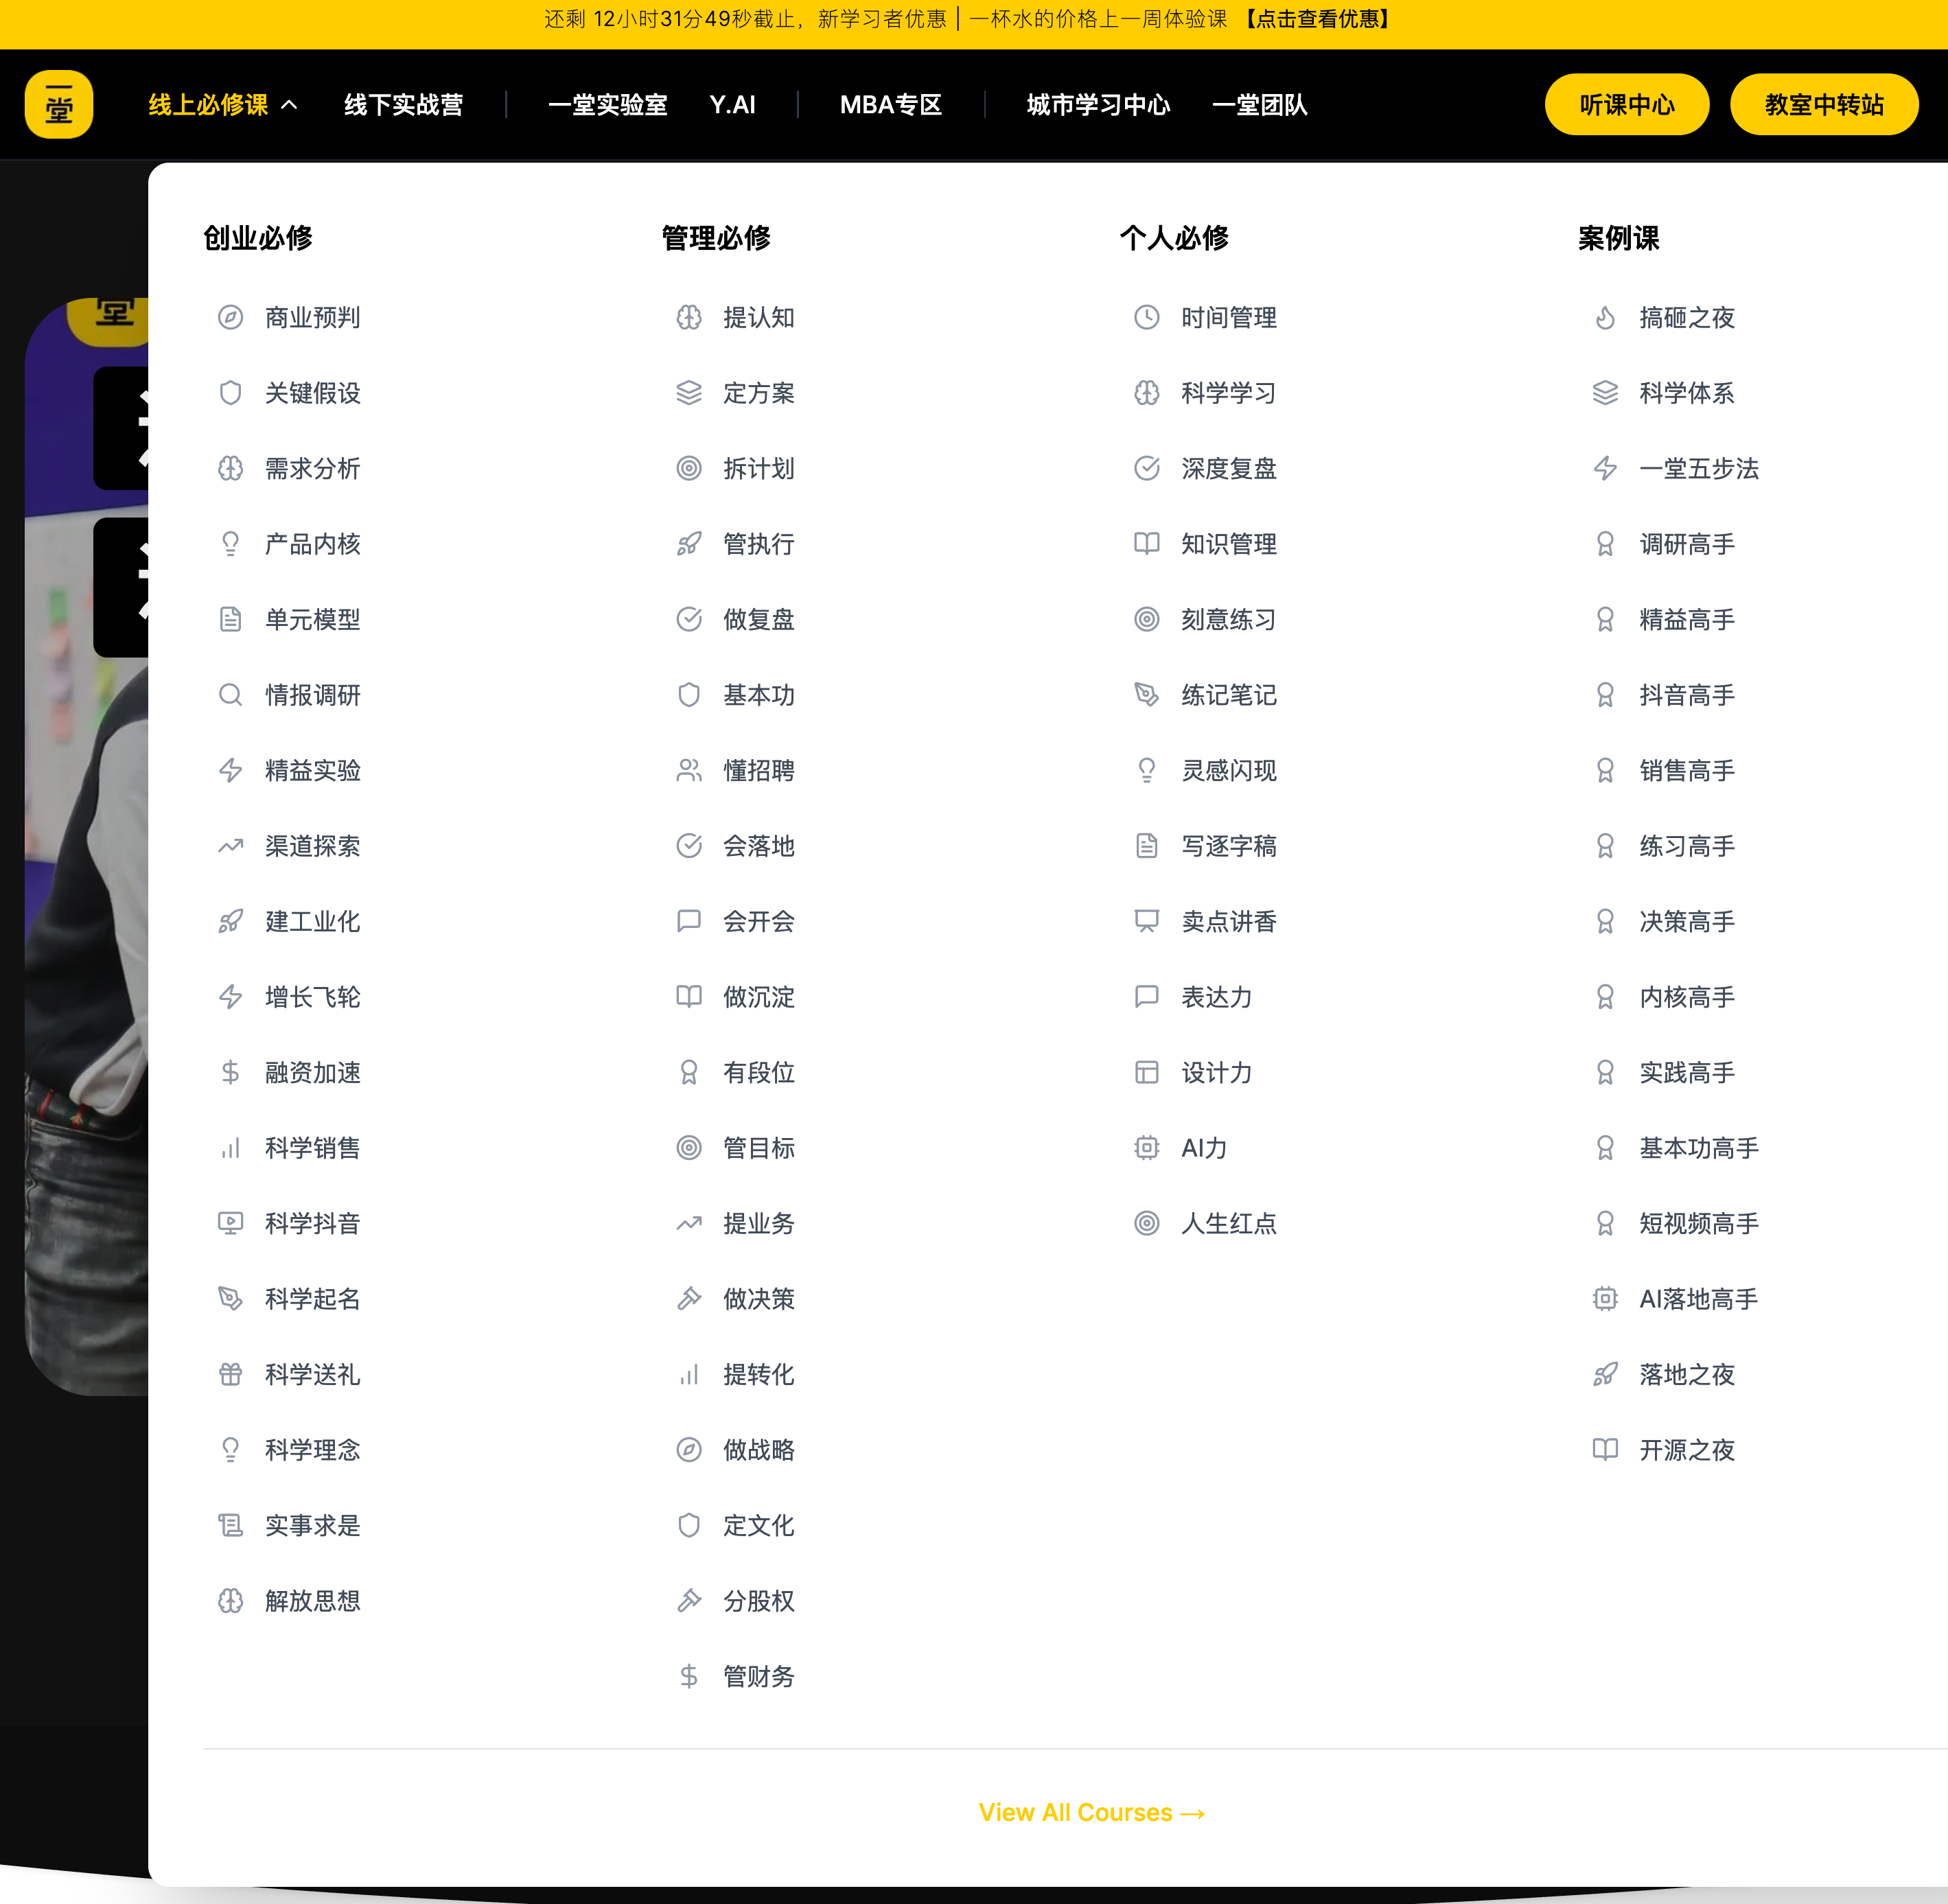 还剩 12小时31分49秒截止，新学习者优惠 | 一杯水的价格上一周体验课 【点击查看优惠】
一堂
线上必修课
线下实战营
一堂实验室
Y.AI
MBA专区
城市学习中心
一堂团队
听课中心
教室中转站
堂
创业必修
商业预判
关键假设
需求分析
产品内核
单元模型
情报调研
精益实验
渠道探索
建工业化
增长飞轮
融资加速
科学销售
科学抖音
科学起名
科学送礼
科学理念
实事求是
解放思想
管理必修
提认知
定方案
拆计划
管执行
做复盘
基本功
懂招聘
会落地
会开会
做沉淀
有段位
管目标
提业务
做决策
提转化
做战略
定文化
分股权
管财务
个人必修
时间管理
科学学习
深度复盘
知识管理
刻意练习
练记笔记
灵感闪现
写逐字稿
卖点讲香
表达力
设计力
AI力
人生红点
案例课
搞砸之夜
科学体系
一堂五步法
调研高手
精益高手
抖音高手
销售高手
练习高手
决策高手
内核高手
实践高手
基本功高手
短视频高手
AI落地高手
落地之夜
开源之夜
View All Courses →